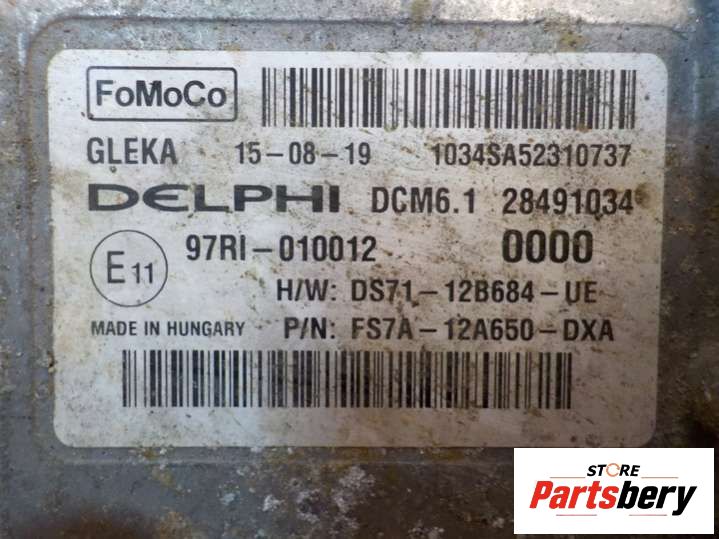 FoMoCo
GLEKA 15-08-19 1034SA52310737
DELPHI DCM6.1 28491034
E11 97RI-010012 0000
H/W: DS71-12B684-UE
MADE IN HUNGARY P/N: FS7A-12A650-DXA
STORE
Partsbery